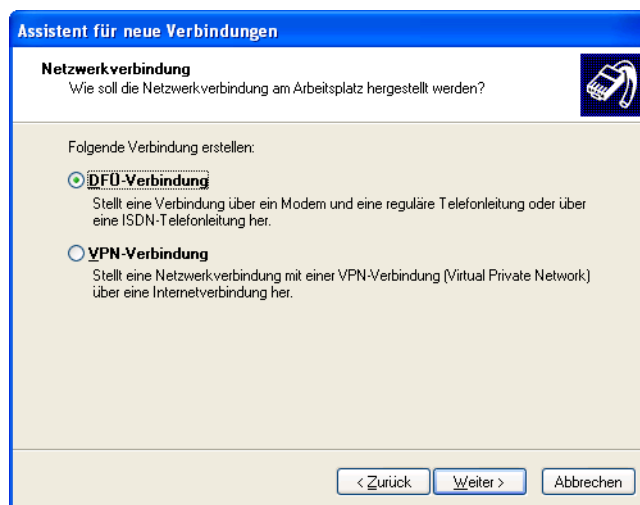 Assistent für neue Verbindungen
Netzwerkverbindung
Wie soll die Netzwerkverbindung am Arbeitsplatz hergestellt werden?
Folgende Verbindung erstellen:
DFÜ-Verbindung
Stellt eine Verbindung über ein Modem und eine reguläre Telefonleitung oder über
eine ISDN-Telefonleitung her.
VPN-Verbindung
Stellt eine Netzwerkverbindung mit einer VPN-Verbindung (Virtual Private Network)
über eine Internetverbindung her.
< Zurück Weiter > Abbrechen